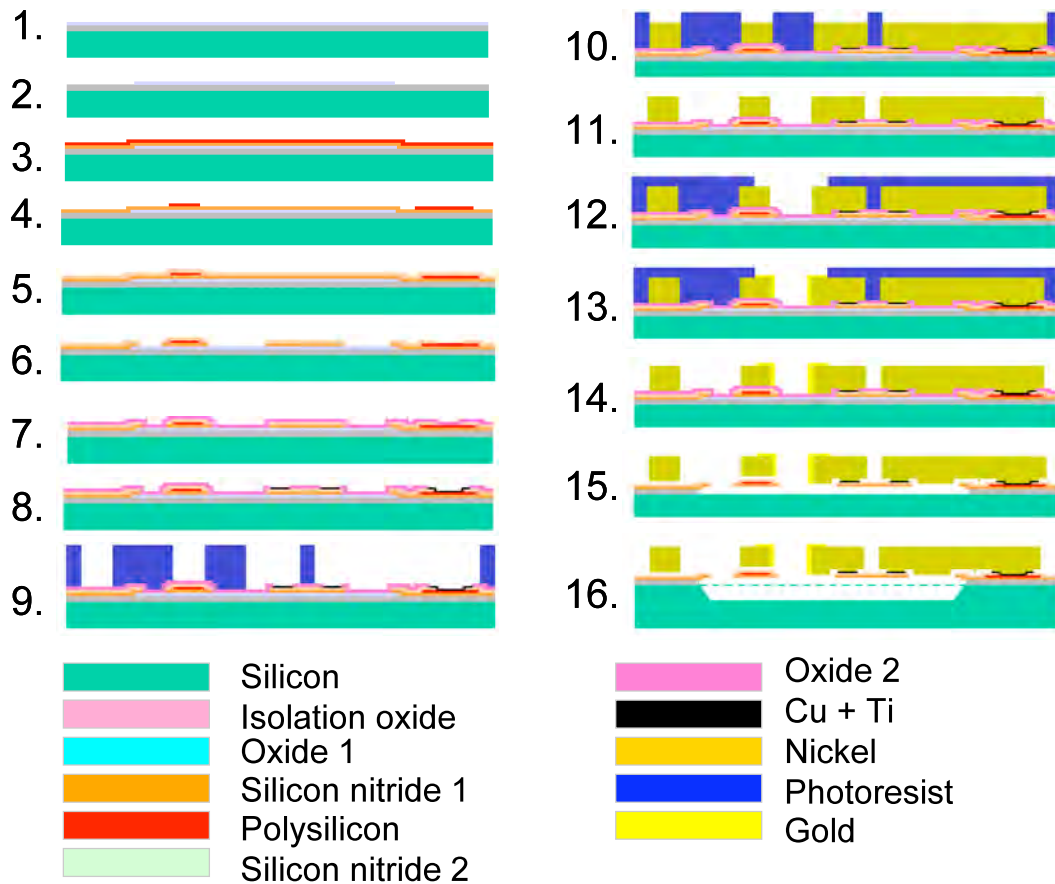 1.
2.
3.
4.
5.
6.
7.
8.
9.
10.
11.
12.
13.
14.
15.
16.
Silicon
Isolation oxide
Oxide 1
Silicon nitride 1
Polysilicon
Silicon nitride 2
Oxide 2
Cu + Ti
Nickel
Photoresist
Gold